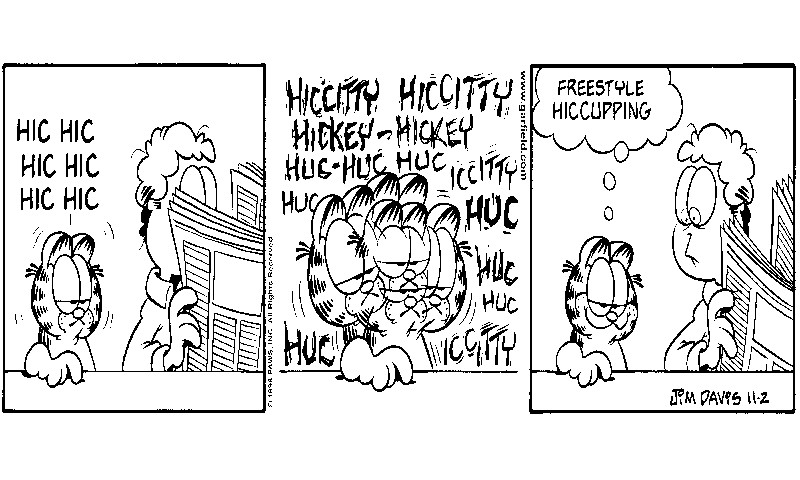 HIC HIC
HIC HIC
HIC HIC
© 1998 PAWS, INC. All Rights Reserved
HICCITTY HICCITTY
HICKEY-HICKEY
HUC-HUC HUC
ICCITTY
HUC
HUC
HUC
HUC
HUC
ICCITTY
www.garfield.com
FREESTYLE
HICCUPPING
JIM DAVIS 11-2